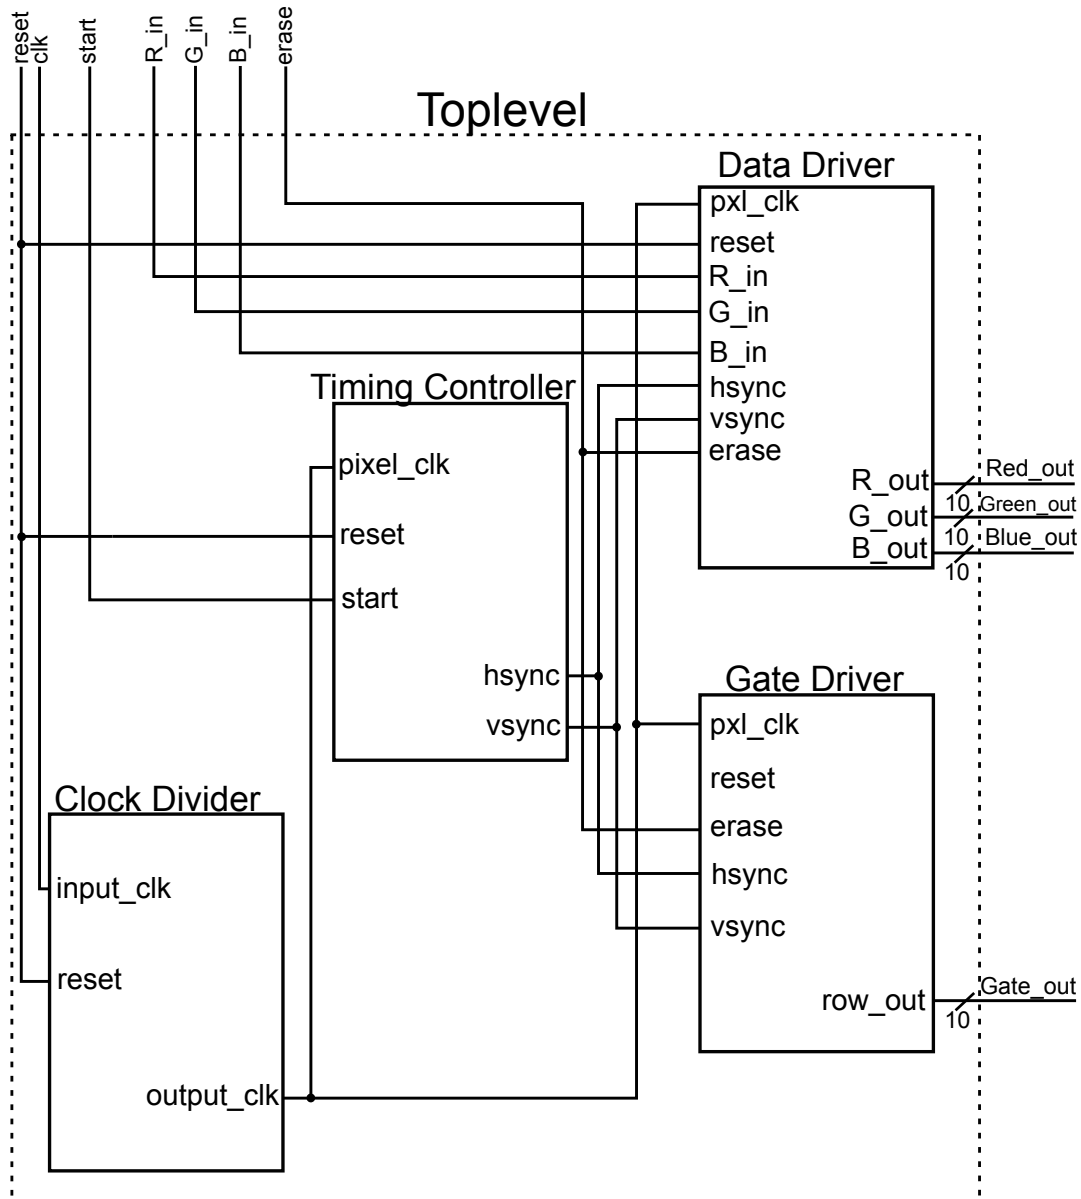 reset
clk
start
R_in
G_in
B_in
erase
Toplevel
Data Driver
pxl_clk
reset
R_in
G_in
B_in
hsync
vsync
erase
R_out
G_out
B_out
10
10
10
Red_out
Green_out
Blue_out
Timing Controller
pixel_clk
reset
start
hsync
vsync
Gate Driver
pxl_clk
reset
erase
hsync
vsync
row_out
10
Gate_out
Clock Divider
input_clk
reset
output_clk